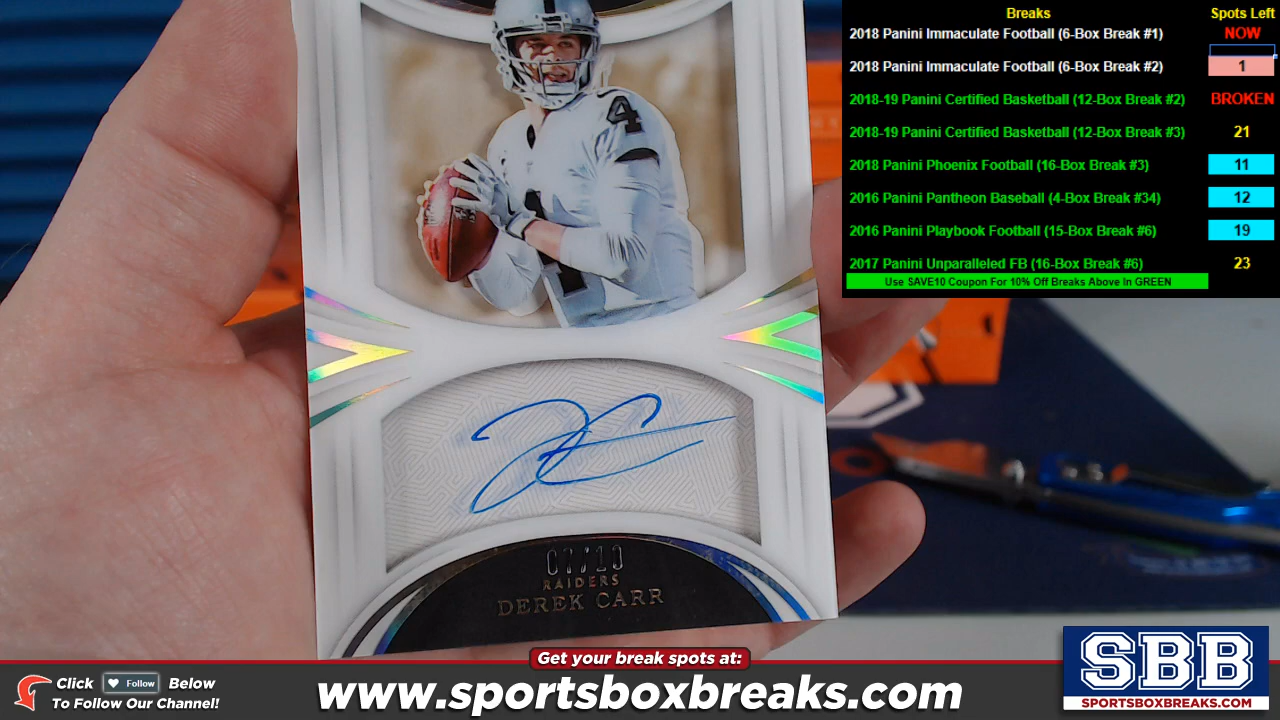 Breaks Spots Left
2018 Panini Immaculate Football (6-Box Break #1) NOW
2018 Panini Immaculate Football (6-Box Break #2) 1
2018-19 Panini Certified Basketball (12-Box Break #2) BROKEN
2018-19 Panini Certified Basketball (12-Box Break #3) 21
2018 Panini Phoenix Football (16-Box Break #3) 11
2016 Panini Pantheon Baseball (4-Box Break #34) 12
2016 Panini Playbook Football (15-Box Break #6) 19
2017 Panini Unparalleled FB (16-Box Break #6) 23
Use SAVE10 Coupon For 10% Off Breaks Above In GREEN
4
07/10
RAIDERS
DEREK CARR
Get your break spots at:
Click Follow Below
To Follow Our Channel!
www.sportsboxbreaks.com
SBB
SPORTSBOXBREAKS.COM